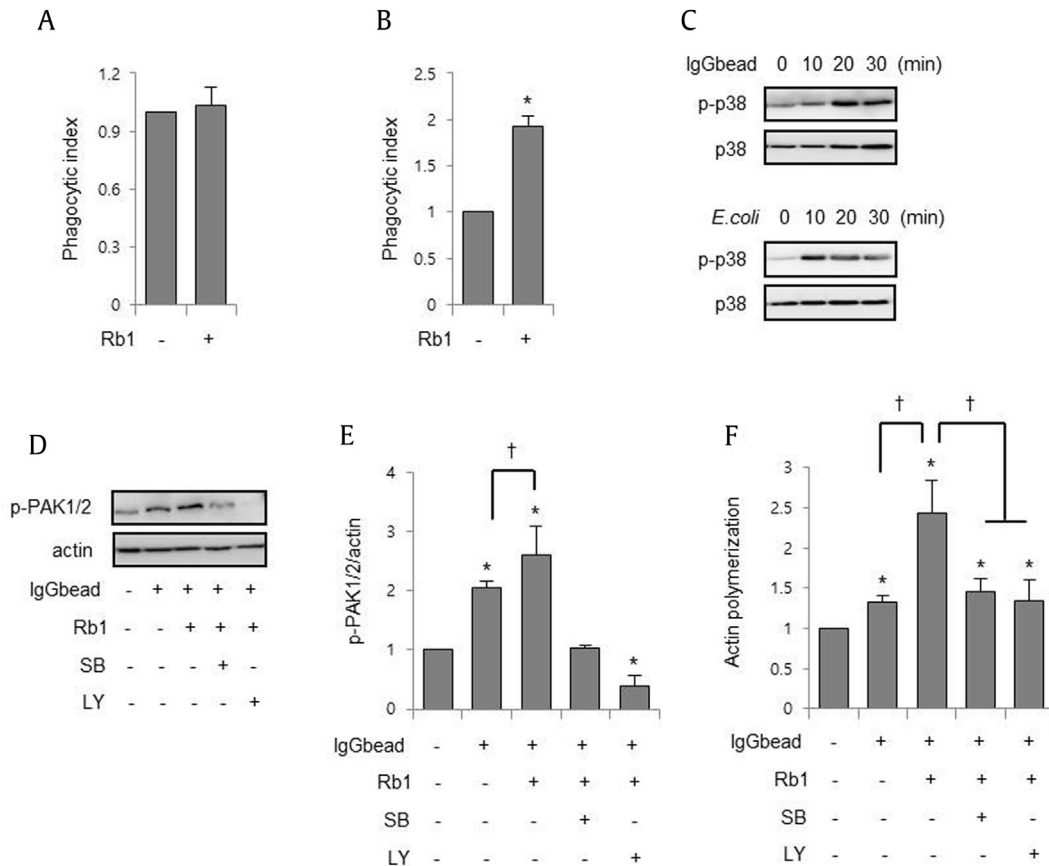 A
1.2
0.9
0.6
0.3
0
Phagocytic index
Rb1 - +
B
2.5
2
1.5
1
0.5
0
Phagocytic index
*
Rb1 - +
C
IgGbead 0 10 20 30 (min)
p-p38
p38
E.coli 0 10 20 30 (min)
p-p38
p38
D
p-PAK1/2
actin
IgGbead - + + + +
Rb1 - - + + +
SB - - - + -
LY - - - - +
E
4
3
2
1
0
p-PAK1/2/actin
†
* * *
IgGbead - + + + +
Rb1 - - + + +
SB - - - + -
LY - - - - +
F
3
2.5
2
1.5
1
0.5
0
Actin polymerization
† †
* * * *
IgGbead - + + + +
Rb1 - - + + +
SB - - - + -
LY - - - - +